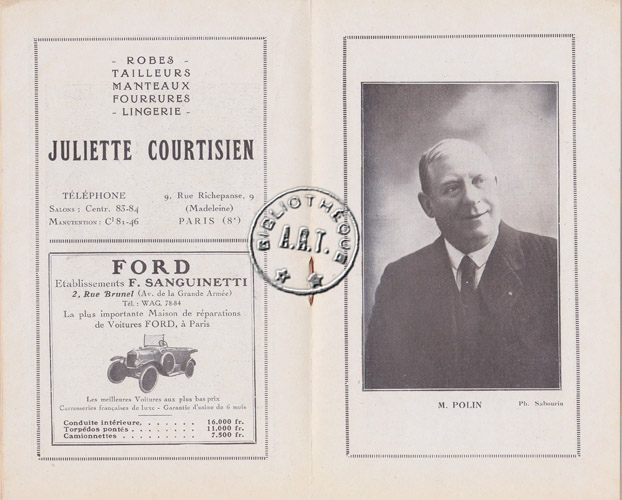 - ROBES -
TAILLEURS
MANTEAUX
FOURRURES
- LINGERIE -
JULIETTE COURTISIEN
TÉLÉPHONE
SALONS : Centr. 83-84
MANUTENTION : Cl 81-46
9, Rue Richepanse, 9
(Madeleine)
PARIS (8e)
FORD
Etablissements F. SANGUINETTI
2, Rue Brunel (Av. de la Grande Armée)
Tél. : WAG. 78-84
La plus importante Maison de réparations
de Voitures FORD, à Paris
Les meilleures Voitures aux plus bas prix
Carrosseries françaises de luxe - Garantie d'usine de 6 mois
Conduite intérieure. . . . . . . 16.000 fr.
Torpédos pontés . . . . . . . . 11.000 fr.
Camionnettes . . . . . . . . . 7.500 fr.
BIBLIOTHÈQUE
A.R.T.
M. POLIN
Ph. Sabourin